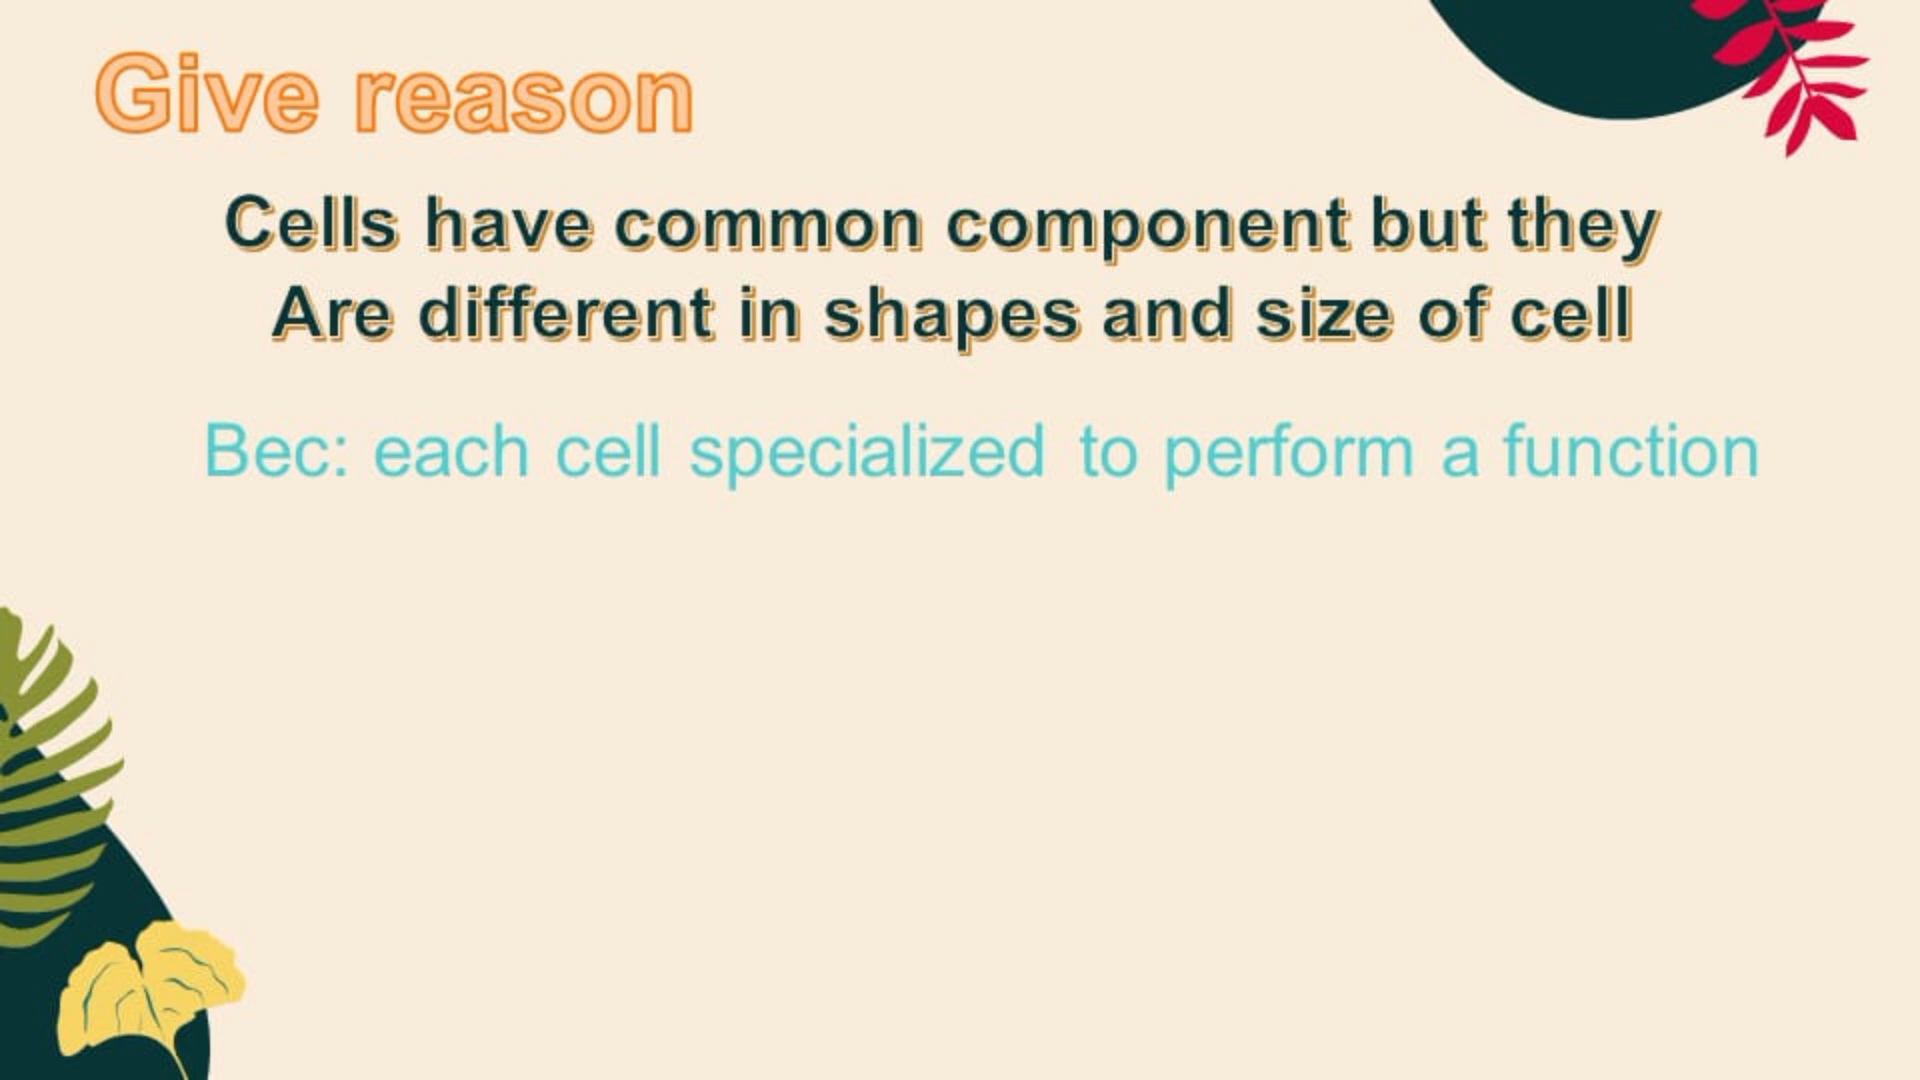 Give reason
Cells have common component but they
Are different in shapes and size of cell
Bec: each cell specialized to perform a function